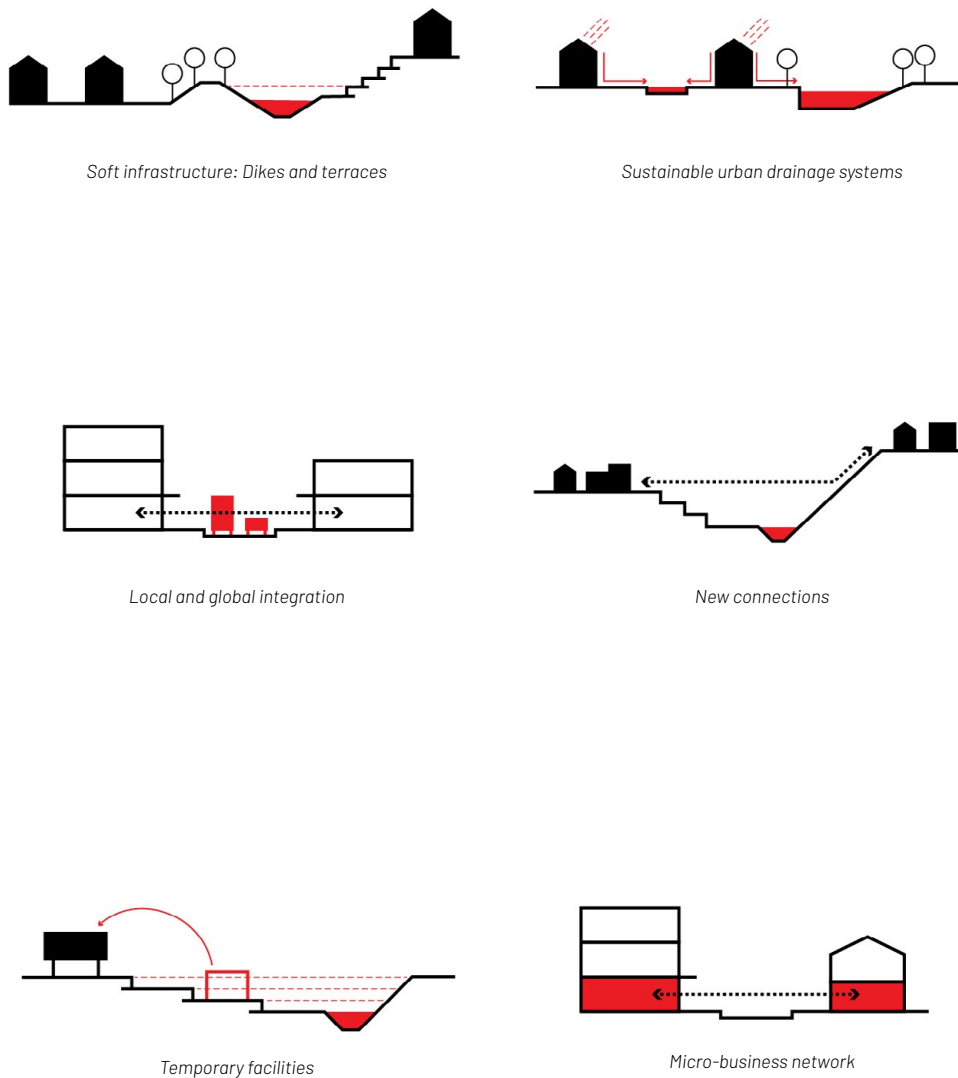 Soft infrastructure: Dikes and terraces
Sustainable urban drainage systems
Local and global integration
New connections
Temporary facilities
Micro-business network